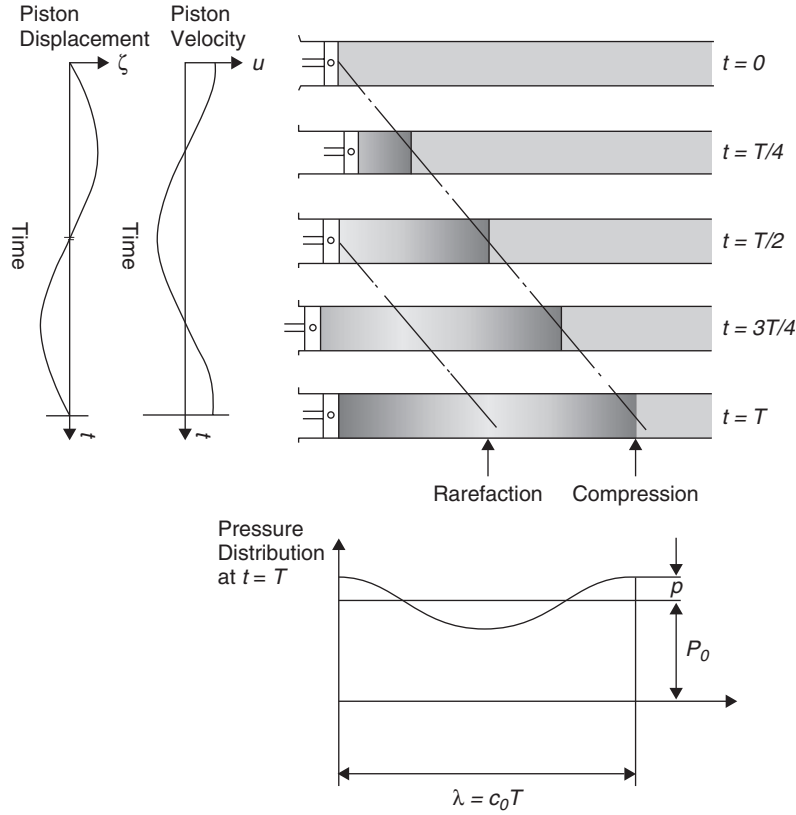 Piston
Displacement
Piston
Velocity
ζ
u
t = 0
t = T/4
Time
Time
t = T/2
t = 3T/4
t = T
t
t
Rarefaction
Compression
Pressure
Distribution
at t = T
p
P₀
λ = c₀T